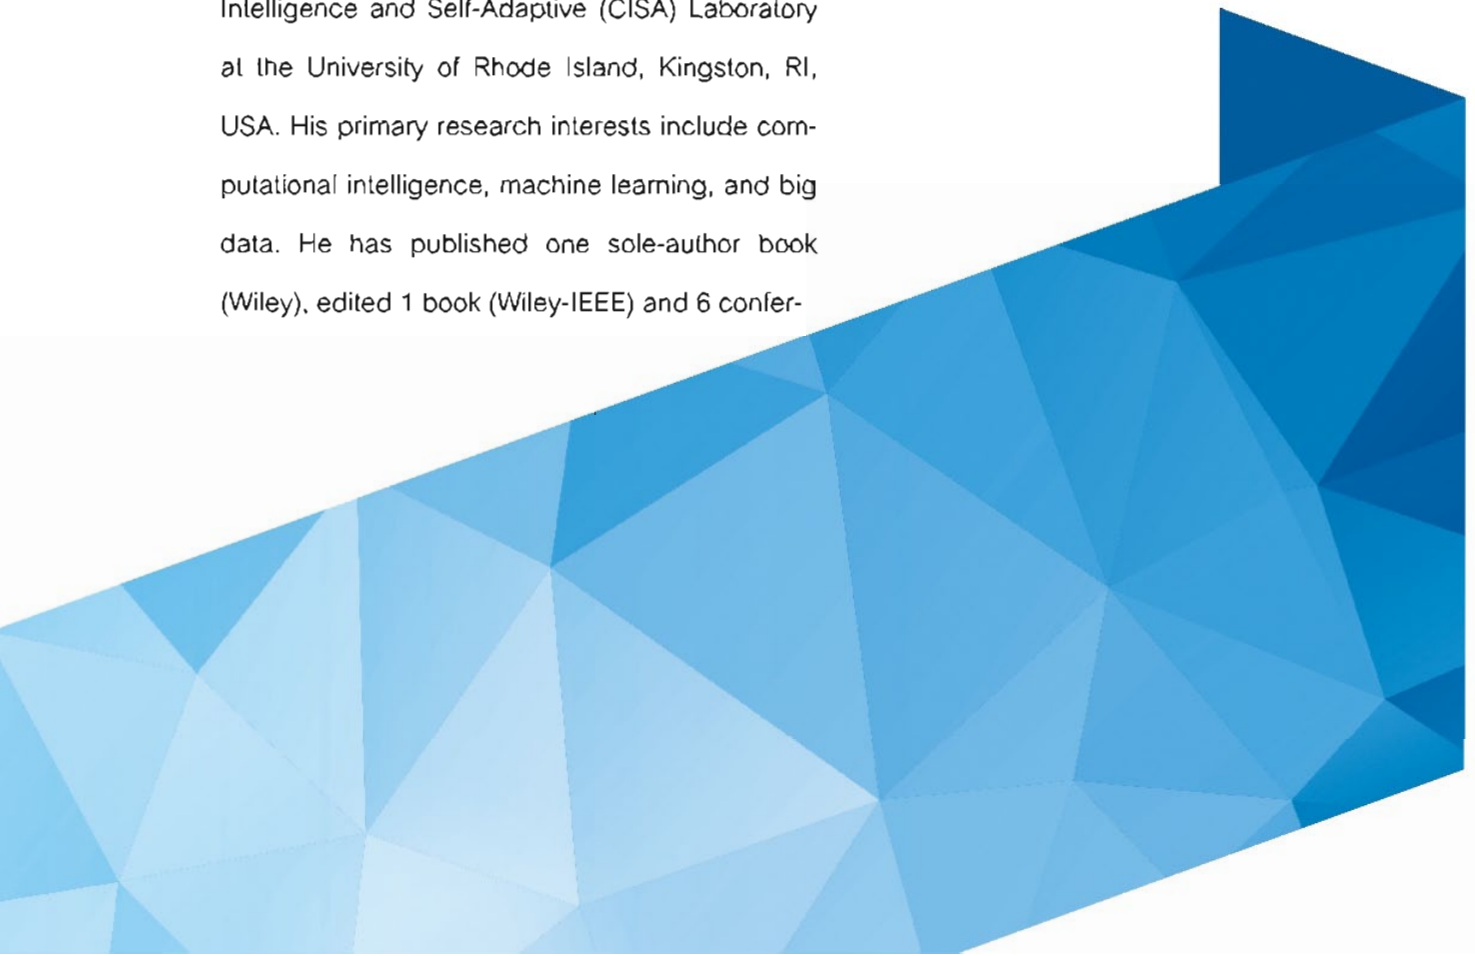 Intelligence and Self-Adaptive (CISA) Laboratory
at the University of Rhode Island, Kingston, RI,
USA. His primary research interests include com-
putational intelligence, machine learning, and big
data. He has published one sole-author book
(Wiley), edited 1 book (Wiley-IEEE) and 6 confer-